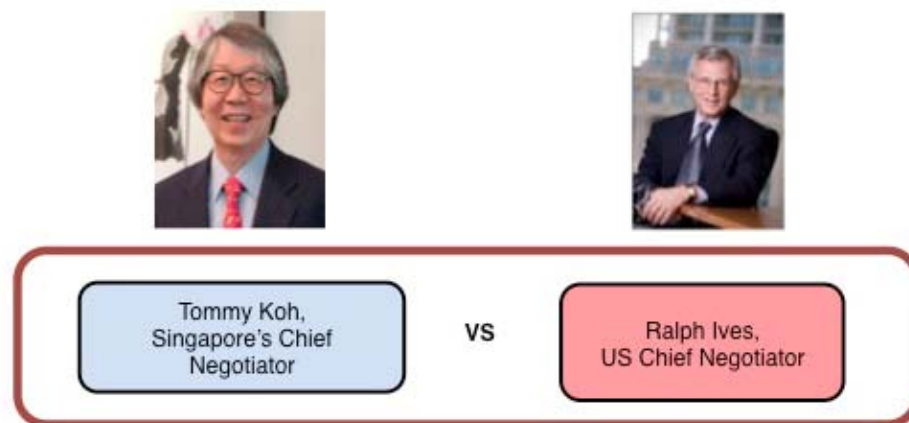 Tommy Koh,
Singapore's Chief
Negotiator
VS
Ralph Ives,
US Chief Negotiator